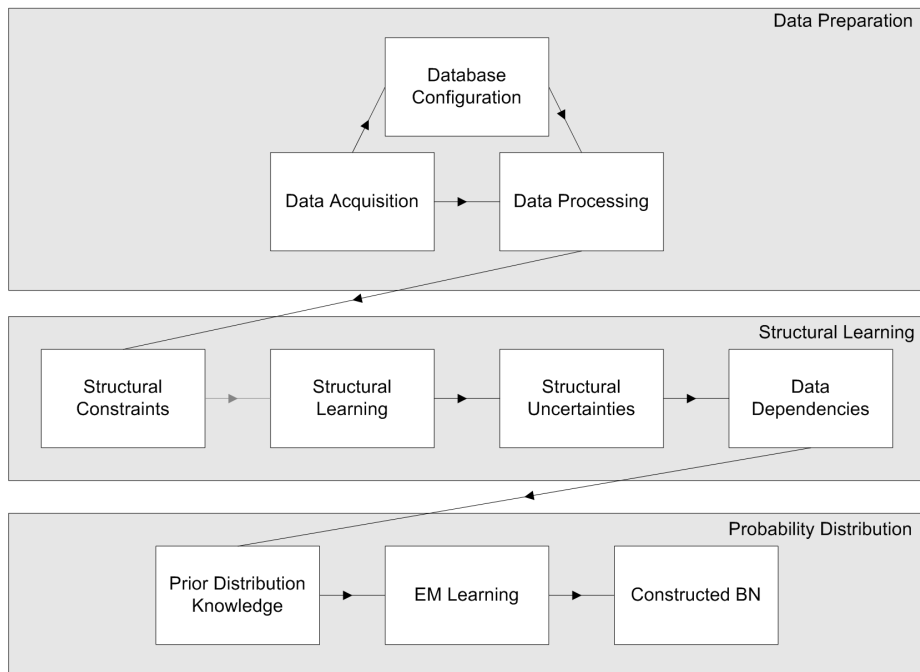 Data Preparation
Database
Configuration
Data Acquisition
Data Processing
Structural Learning
Structural
Constraints
Structural
Learning
Structural
Uncertainties
Data
Dependencies
Probability Distribution
Prior Distribution
Knowledge
EM Learning
Constructed BN